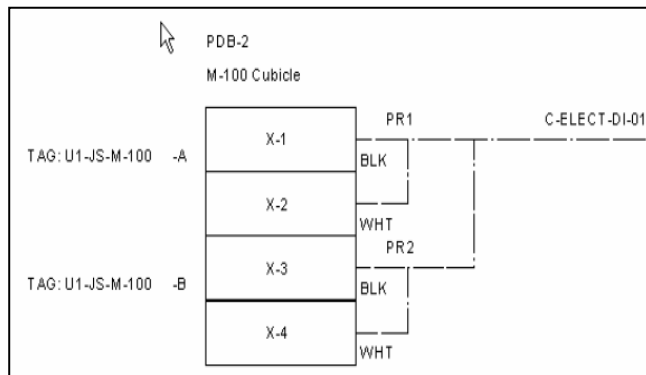 PDB-2
M-100 Cubicle
PR1
C-ELECT-DI-01
X-1
TAG: U1-JS-M-100 -A
BLK
X-2
WHT
PR2
X-3
TAG: U1-JS-M-100 -B
BLK
X-4
WHT